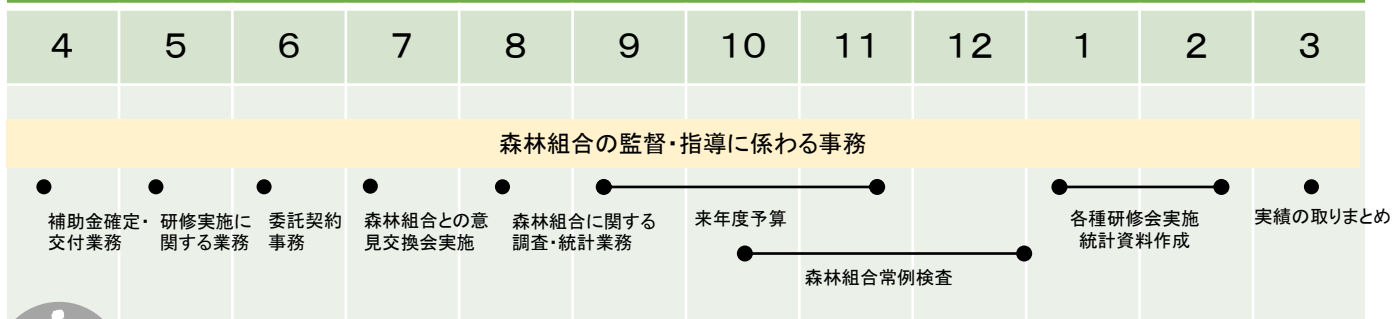 4 5 6 7 8 9 10 11 12 1 2 3
森林組合の監督・指導に係わる事務
補助金確定・
交付業務
研修実施に
関する業務
委託契約
事務
森林組合との意
見交換会実施
森林組合に関する
調査・統計業務
来年度予算
森林組合常例検査
各種研修会実施
統計資料作成
実績の取りまとめ